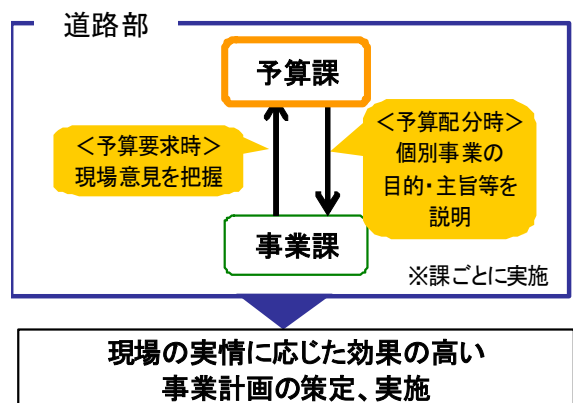 道路部
予算課
＜予算要求時＞
現場意見を把握
＜予算配分時＞
個別事業の
目的・主旨等を
説明
事業課
※課ごとに実施
現場の実情に応じた効果の高い
事業計画の策定、実施